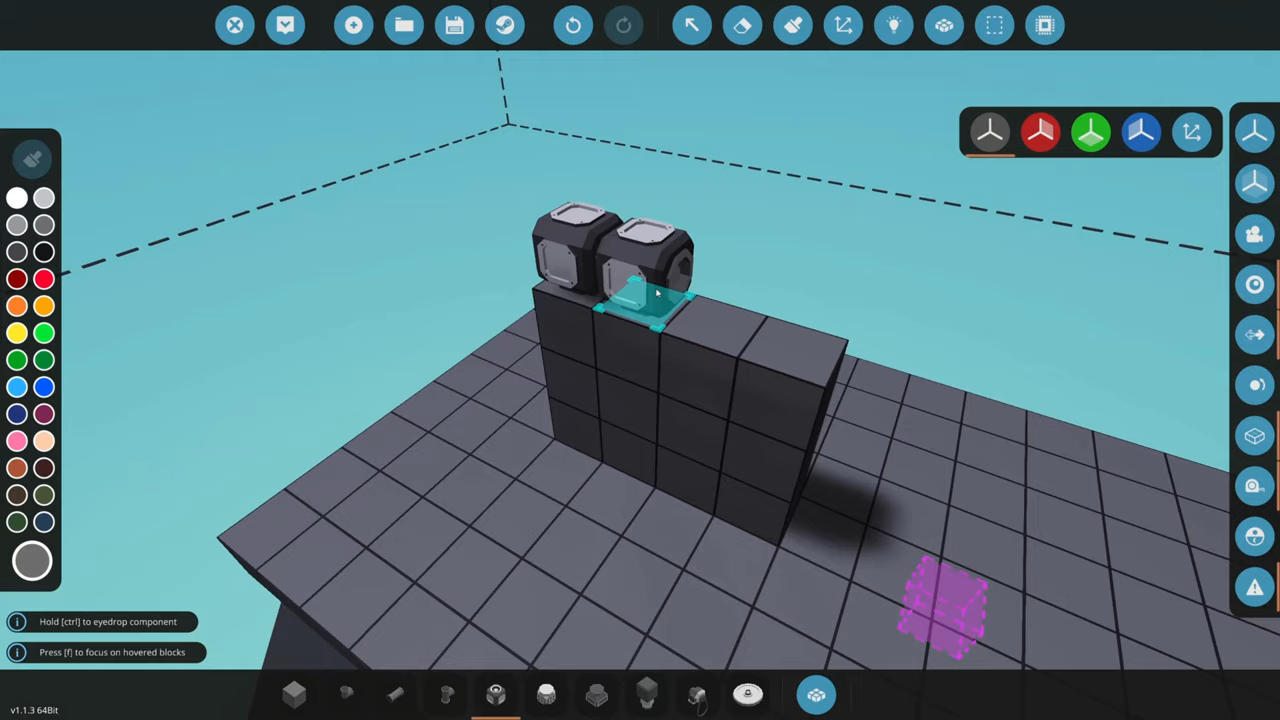 Hold [ctrl] to eyedrop component
Press [f] to focus on hovered blocks
v1.1.3 64Bit